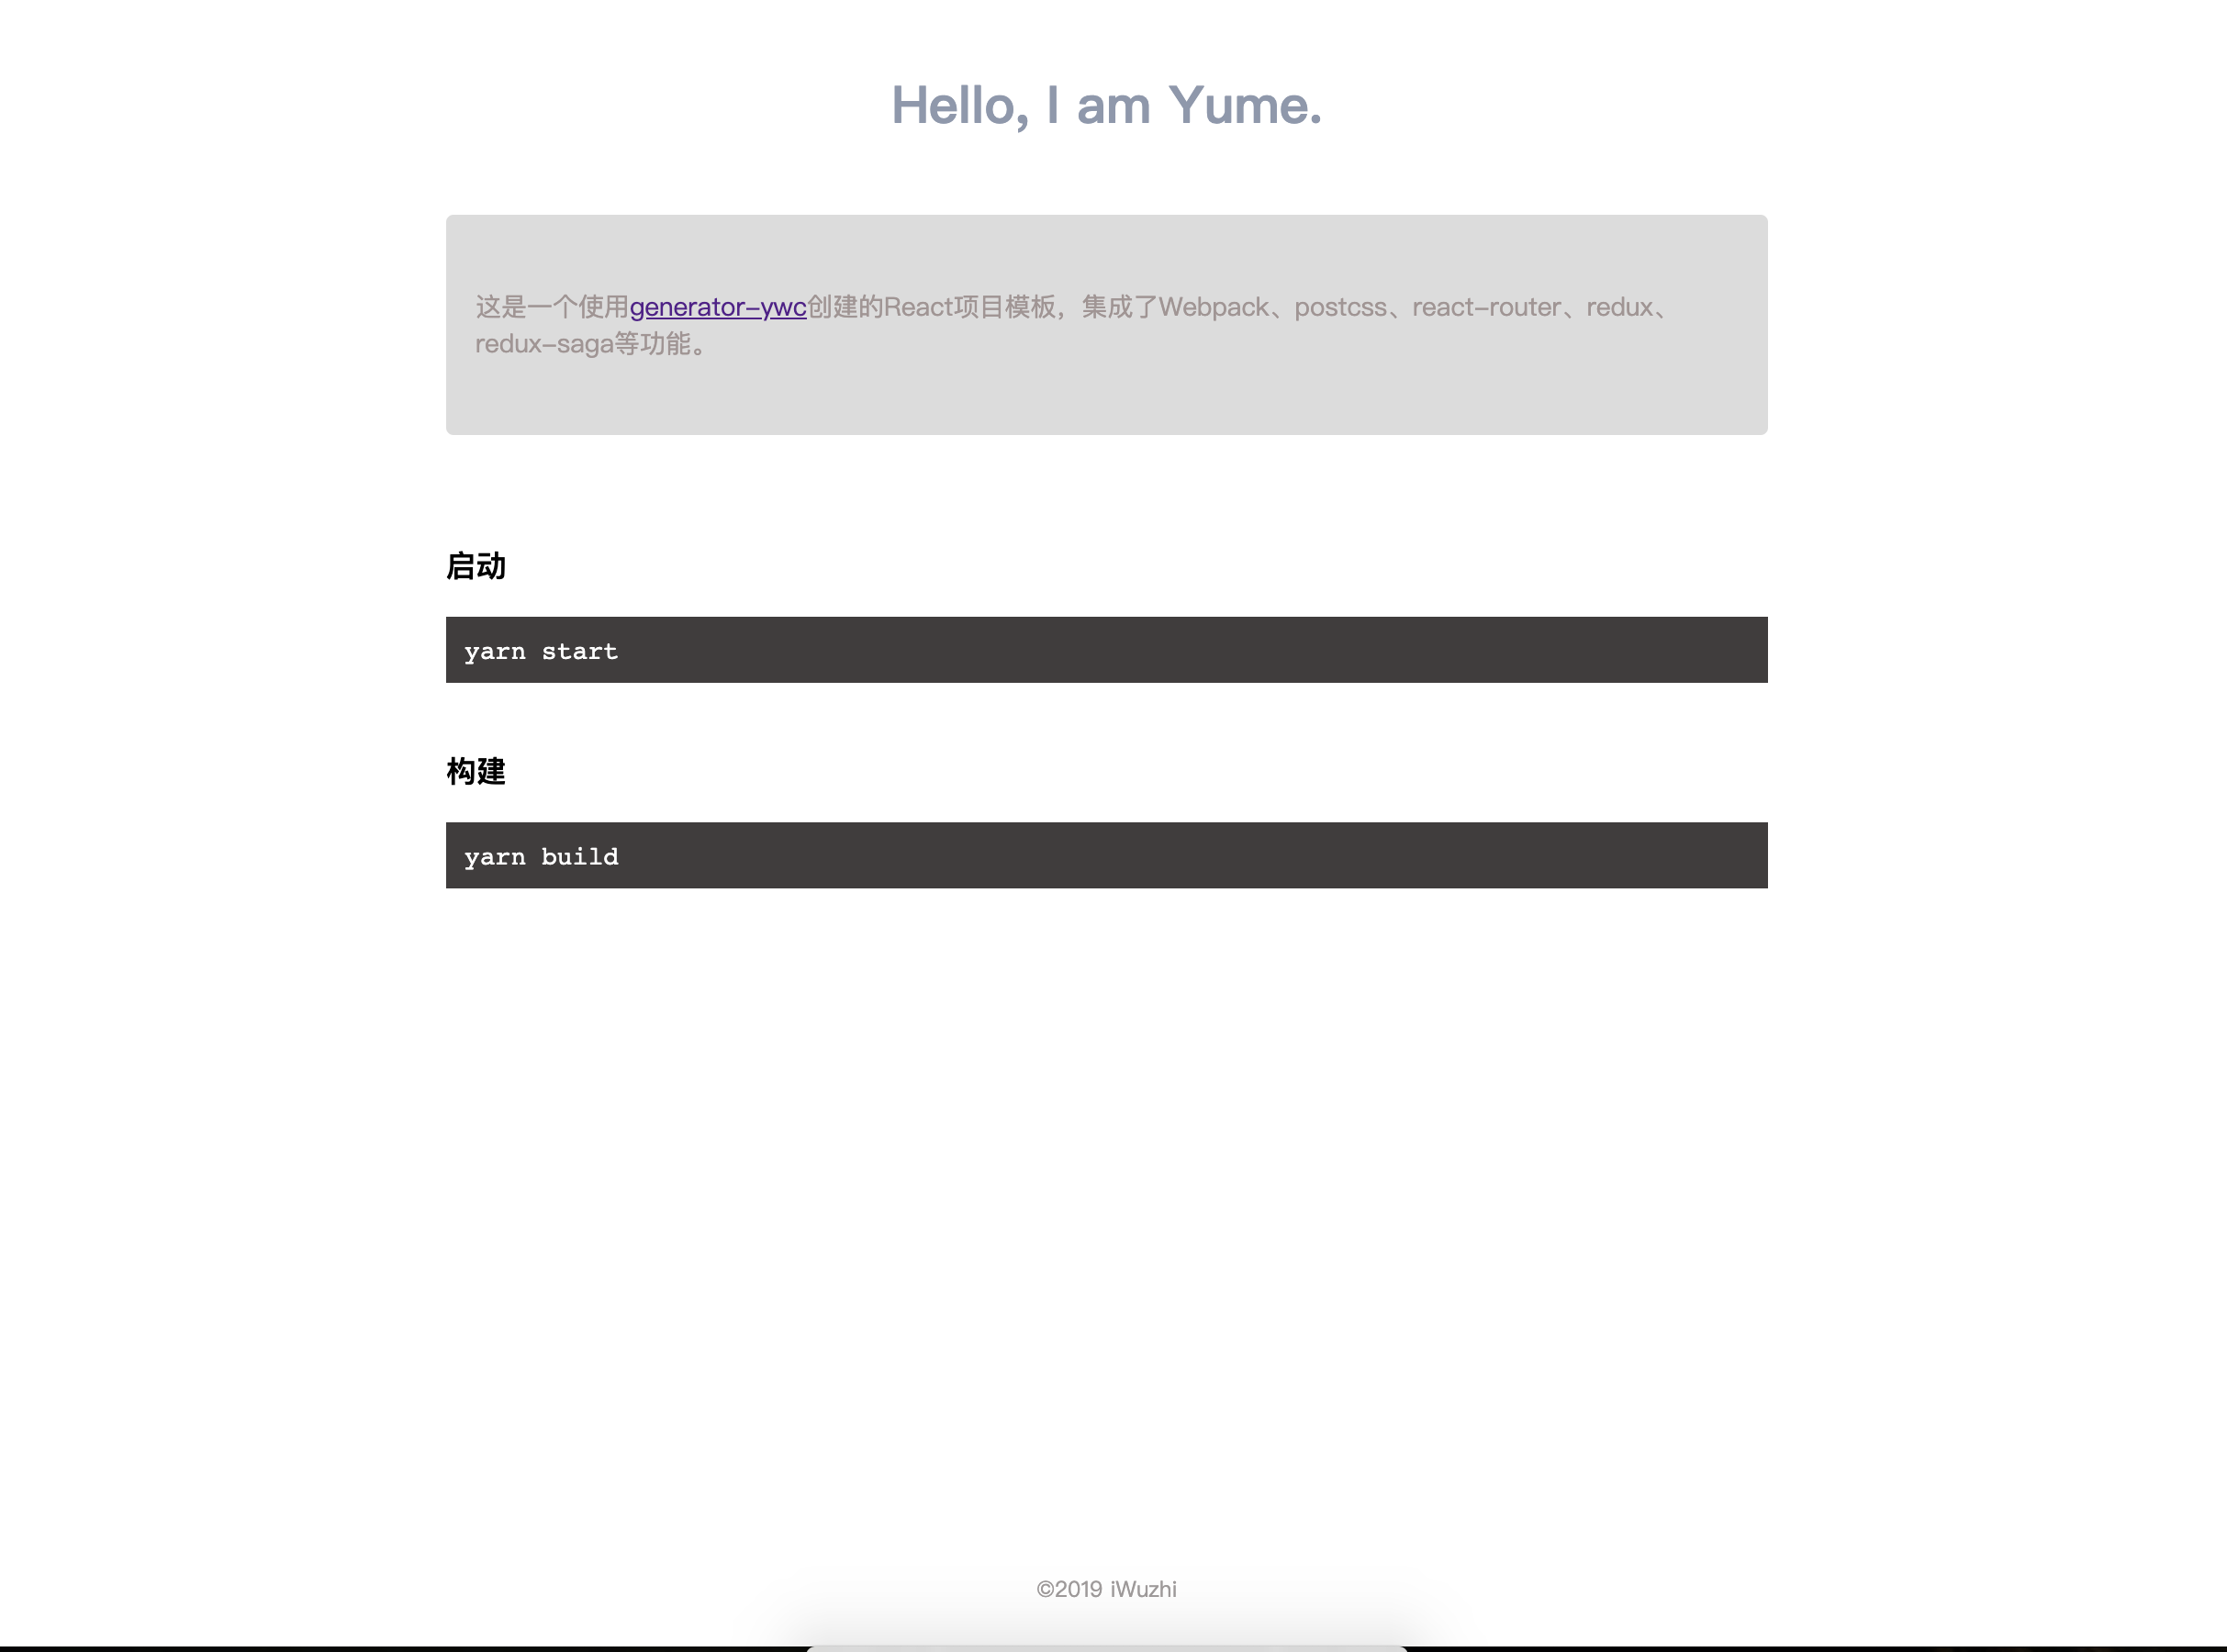 Hello, I am Yume.
这是一个使用generator-ywc创建的React项目模板，集成了Webpack、postcss、react-router、redux、
redux-saga等功能。
启动
yarn start
构建
yarn build
©2019 iWuzhi